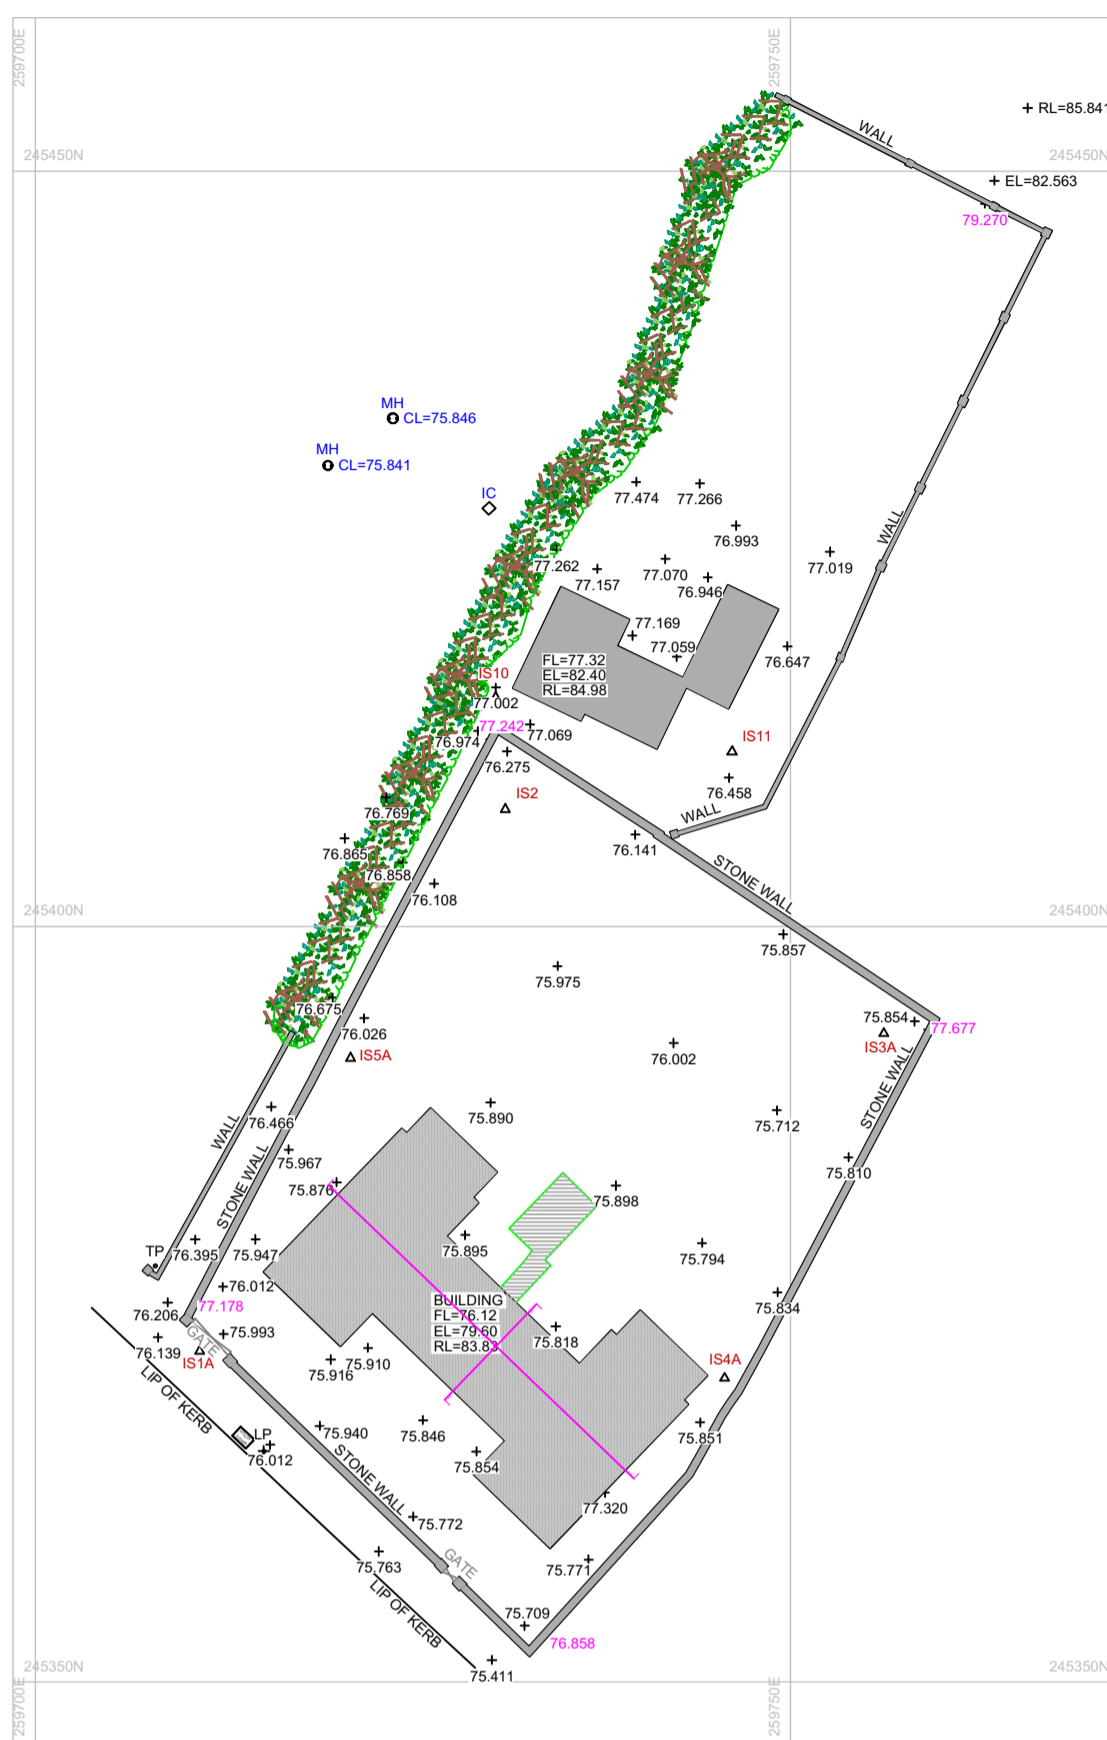 259700E
259750E
RL=85.841
WALL
245450N
245450N
EL=82.563
79.270
MH
CL=75.846
MH
CL=75.841
IC
77.474
77.266
76.993
WALL
77.262
77.157
77.070
76.946
77.019
77.169
77.059
76.647
FL=77.32
EL=82.40
RL=84.98
IS10
77.002
77.242
76.974
77.069
76.275
IS11
IS2
76.458
76.769
WALL
76.141
76.865
76.858
76.108
STONE WALL
245400N
245400N
75.857
75.975
76.675
76.026
75.854
77.677
IS3A
IS5A
76.002
STONE WALL
75.890
75.712
76.466
WALL
75.967
75.810
STONE WALL
75.876
75.898
TP
76.395
75.947
75.895
75.794
76.012
77.178
76.206
BUILDING
FL=76.12
EL=79.60
RL=83.83
75.834
75.818
GATE
75.993
76.139
IS1A
75.916
75.910
IS4A
LIP OF KERB
LP
76.012
75.940
75.846
75.851
75.854
STONE WALL
77.320
75.772
75.763
GATE
75.771
LIP OF KERB
75.709
76.858
75.411
245350N
245350N
259700E
259750E